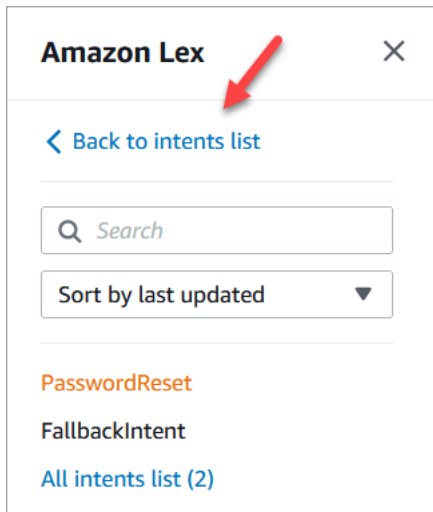 Amazon Lex
Back to intents list
Search
Sort by last updated
PasswordReset
FallbackIntent
All intents list (2)